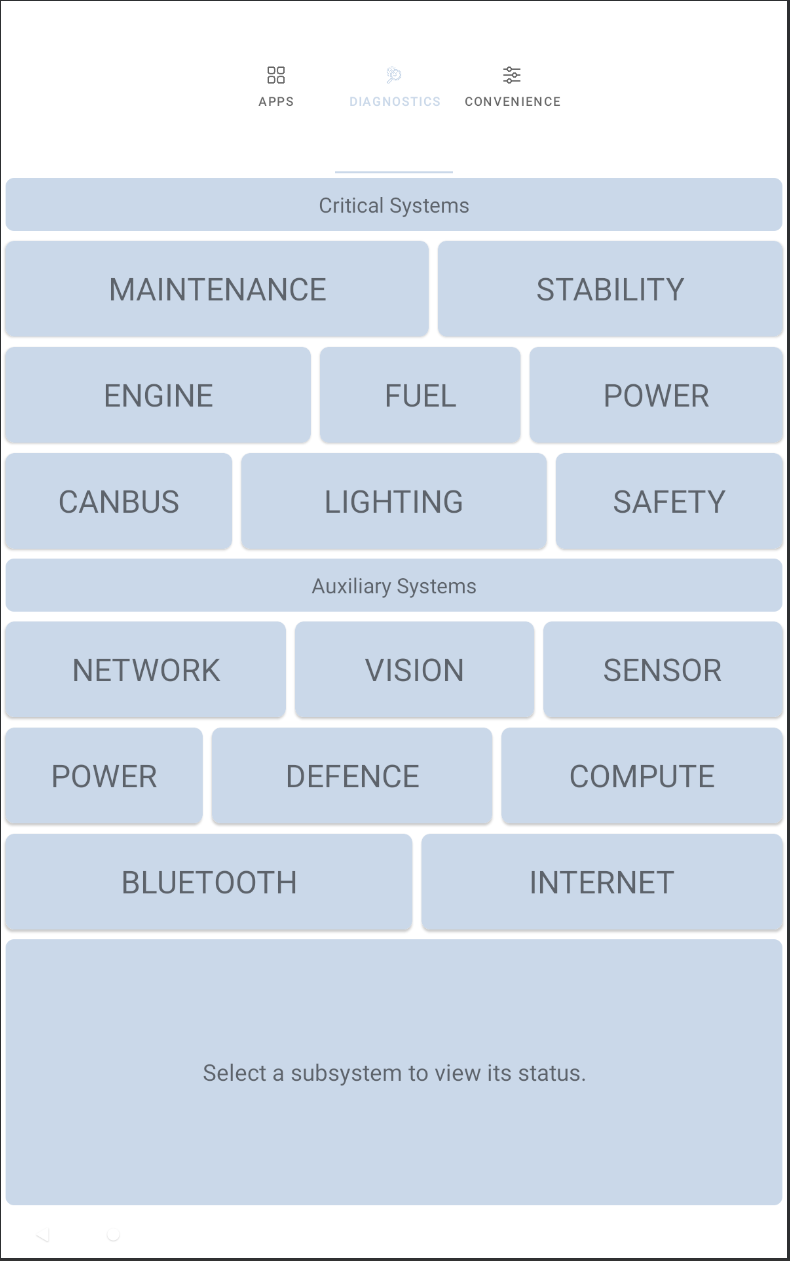 APPS
DIAGNOSTICS
CONVENIENCE
Critical Systems
MAINTENANCE
STABILITY
ENGINE
FUEL
POWER
CANBUS
LIGHTING
SAFETY
Auxiliary Systems
NETWORK
VISION
SENSOR
POWER
DEFENCE
COMPUTE
BLUETOOTH
INTERNET
Select a subsystem to view its status.